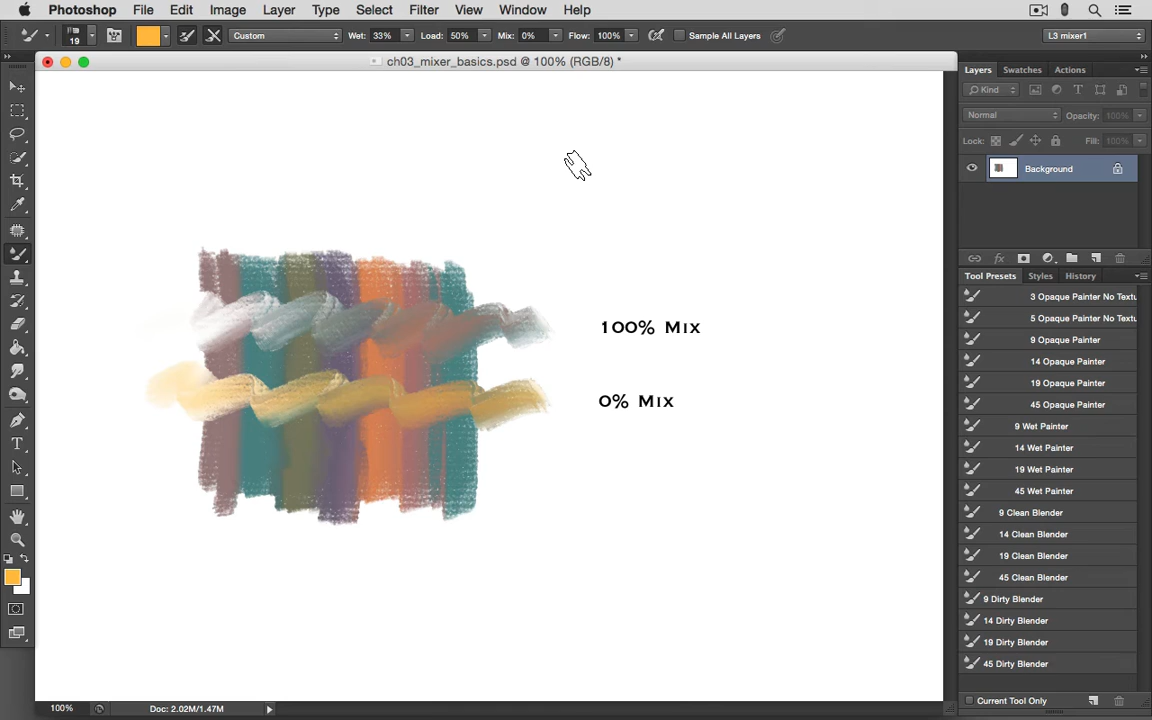 Photoshop File Edit Image Layer Type Select Filter View Window Help
19 Custom Wet: 33% Load: 50% Mix: 0% Flow: 100% Sample All Layers L3 mixer1
ch03_mixer_basics.psd @ 100% (RGB/8) *
Layers Swatches Actions
Kind
Normal Opacity: 100%
Lock: Fill: 100%
Background
100% Mix
0% Mix
Tool Presets Styles History
3 Opaque Painter No Textu
5 Opaque Painter No Textu
9 Opaque Painter
14 Opaque Painter
19 Opaque Painter
45 Opaque Painter
9 Wet Painter
14 Wet Painter
19 Wet Painter
45 Wet Painter
9 Clean Blender
14 Clean Blender
19 Clean Blender
45 Clean Blender
9 Dirty Blender
14 Dirty Blender
19 Dirty Blender
45 Dirty Blender
Current Tool Only
100% Doc: 2.02M/1.47M